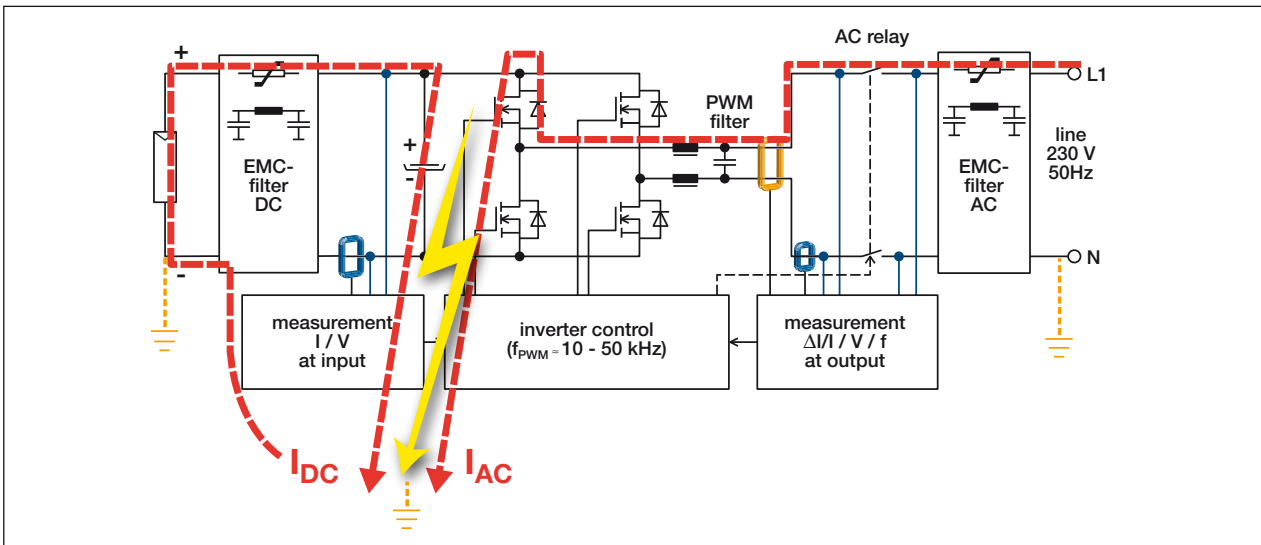 AC relay
+
L1
PWM
filter
line
230 V
50Hz
EMC-
filter
DC
+
-
EMC-
filter
AC
-
N
measurement
I / V
at input
inverter control
(fPWM ≈ 10 - 50 kHz)
measurement
ΔI/I / V / f
at output
IDC
IAC